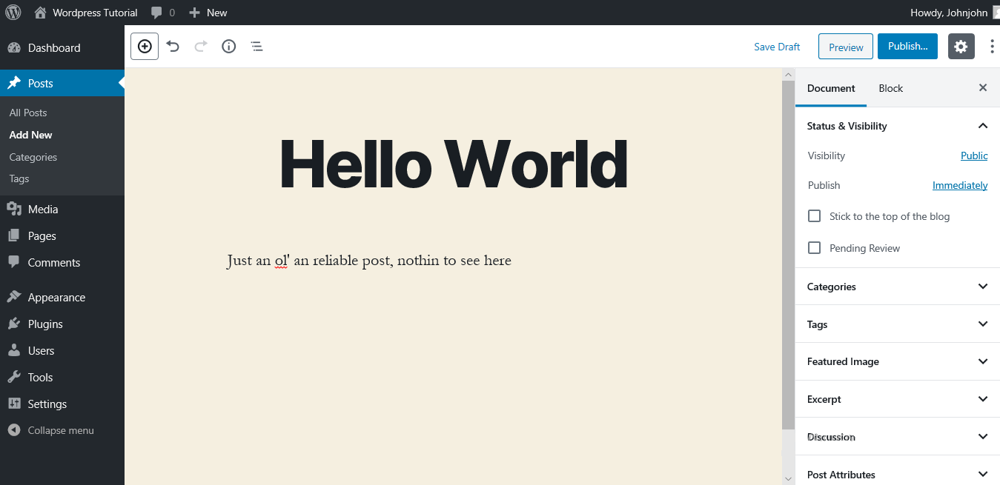 Wordpress Tutorial 0 New Howdy, Johnjohn
Dashboard
Posts
All Posts
Add New
Categories
Tags
Media
Pages
Comments
Appearance
Plugins
Users
Tools
Settings
Collapse menu
Save Draft Preview Publish...
Hello World
Just an ol' an reliable post, nothin to see here
Document Block
Status & Visibility
Visibility Public
Publish Immediately
Stick to the top of the blog
Pending Review
Categories
Tags
Featured Image
Excerpt
Discussion
Post Attributes